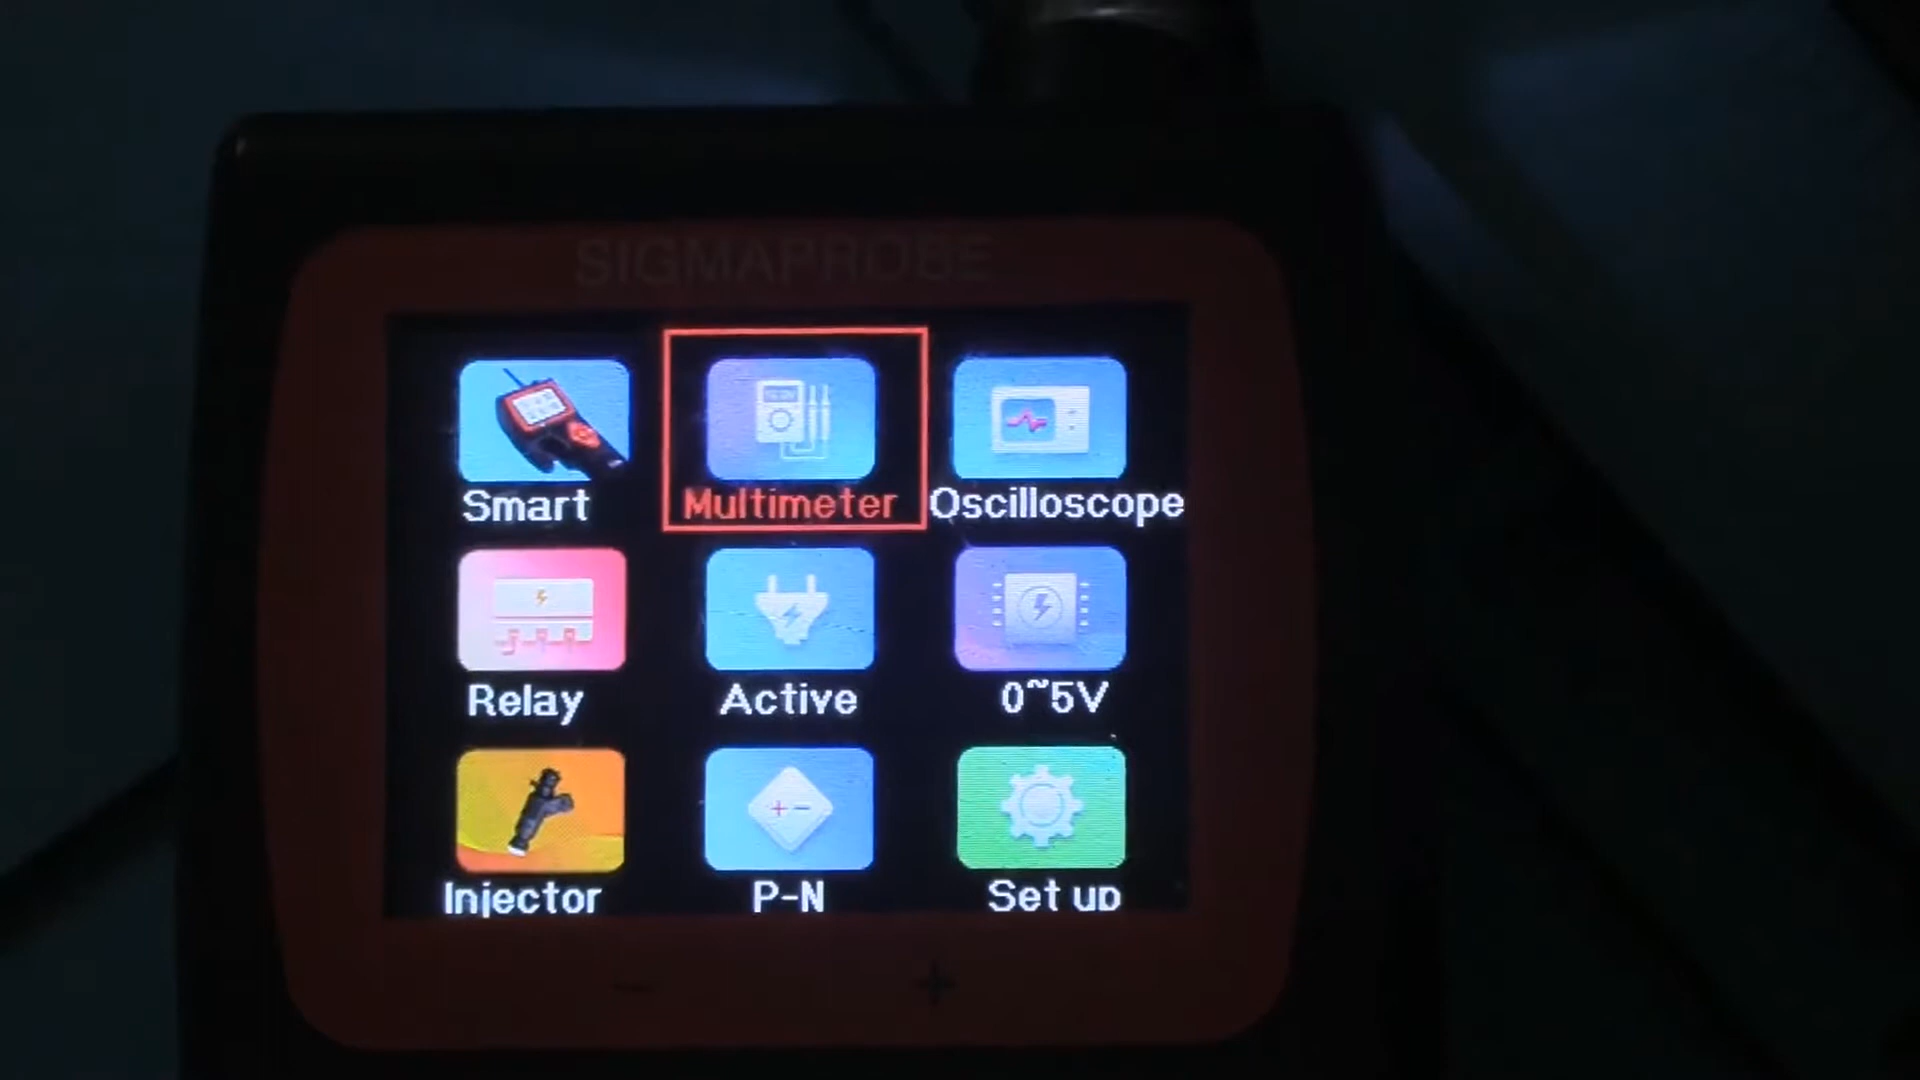 SIGMAPROBE
Smart
Multimeter
Oscilloscope
Relay
Active
0~5V
Injector
P-N
Set up
- +